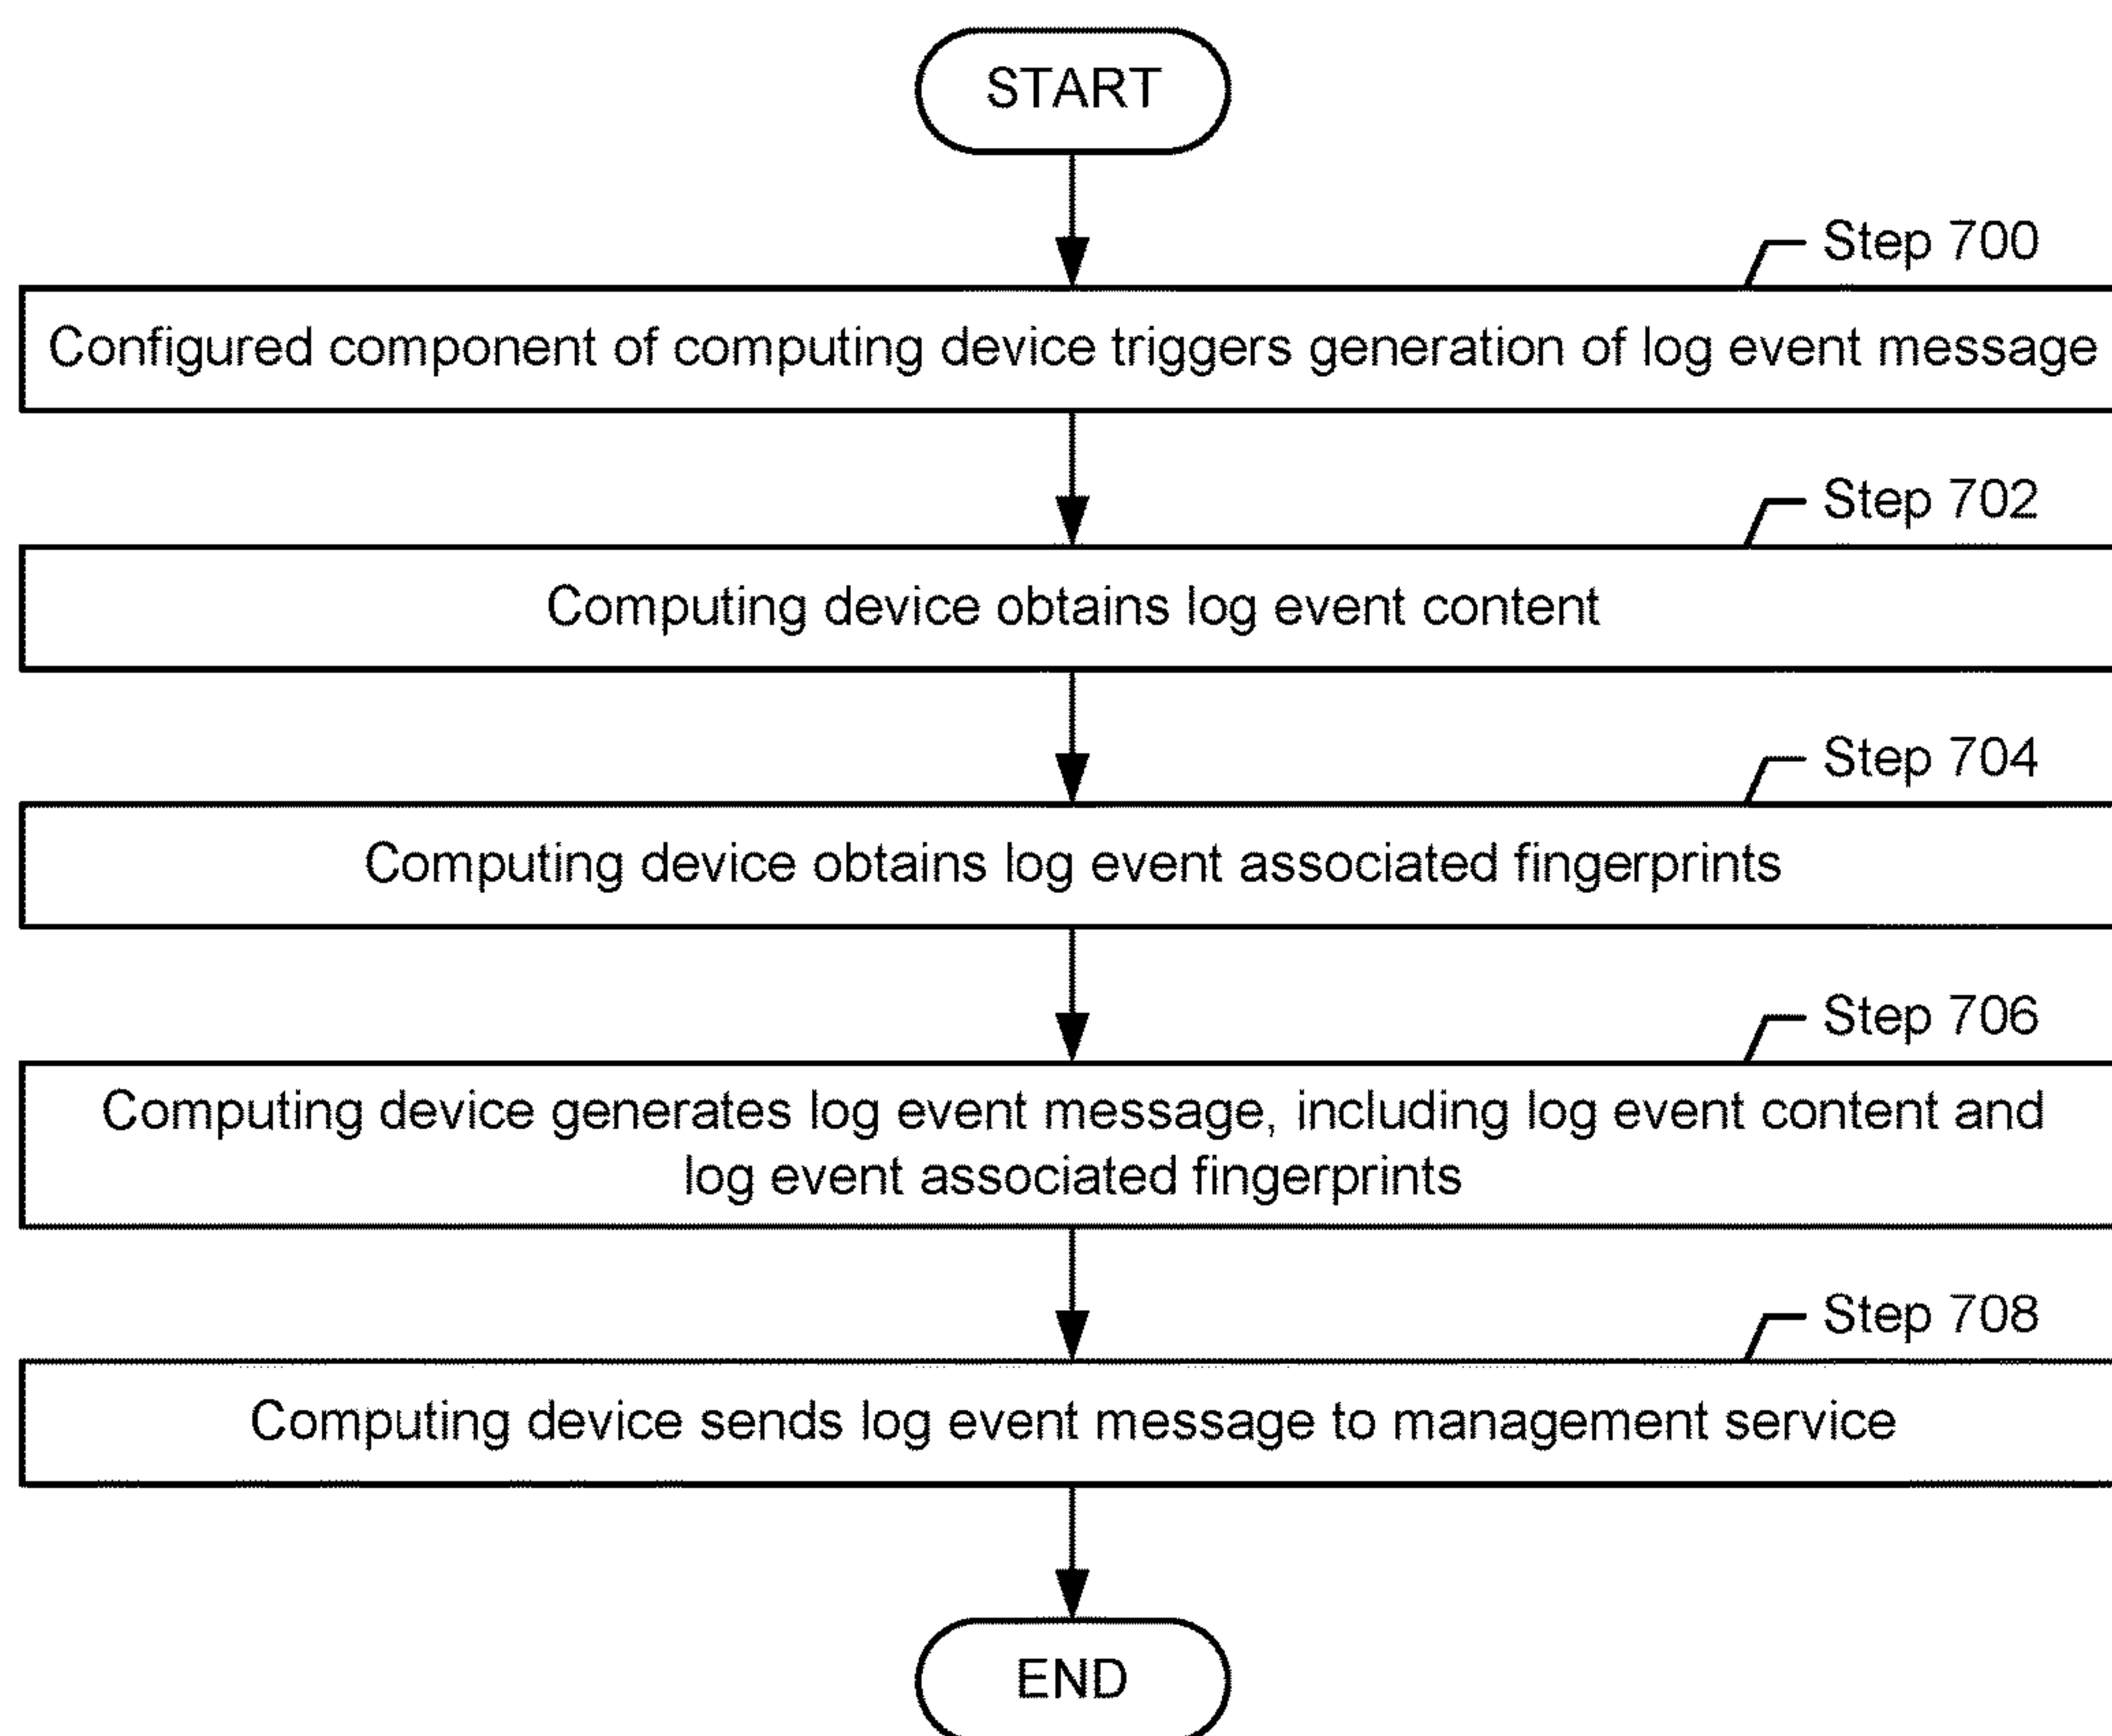 START
Step 700
Configured component of computing device triggers generation of log event message
Step 702
Computing device obtains log event content
Step 704
Computing device obtains log event associated fingerprints
Step 706
Computing device generates log event message, including log event content and
log event associated fingerprints
Step 708
Computing device sends log event message to management service
END